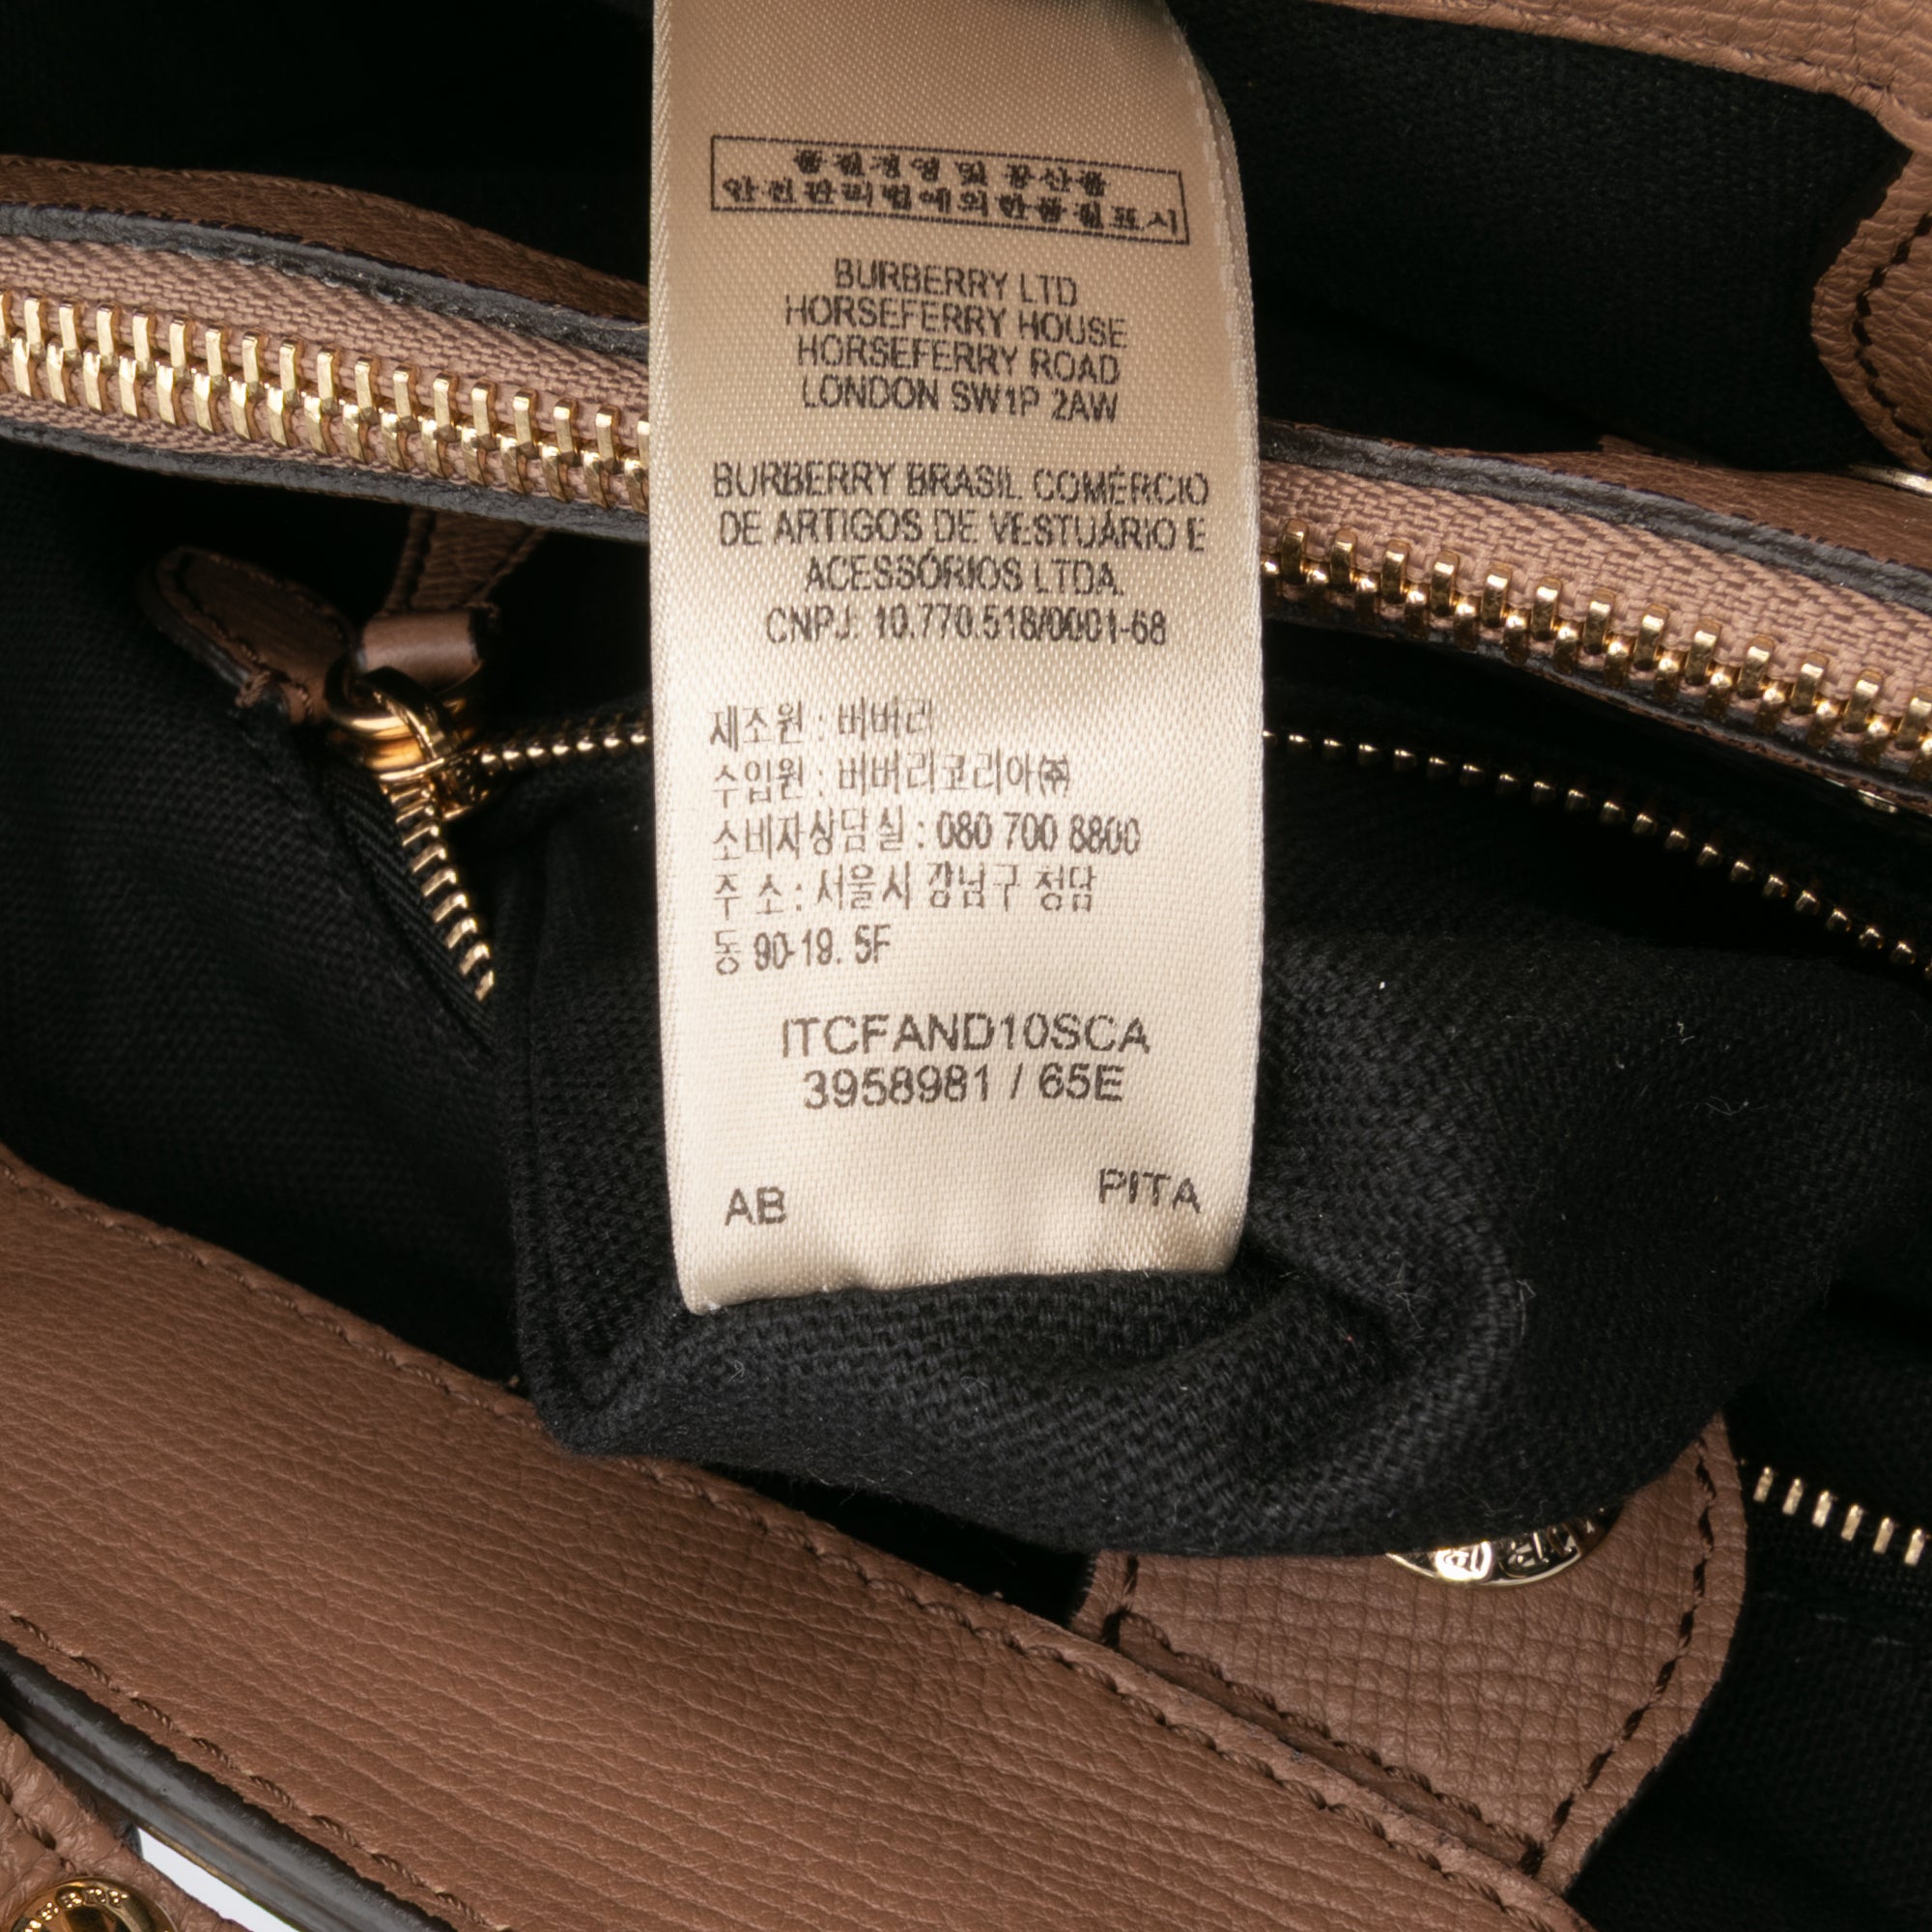 품질경영 및 공산품
안전관리법에의한품질표시
BURBERRY LTD
HORSEFERRY HOUSE
HORSEFERRY ROAD
LONDON SW1P 2AW
BURBERRY BRASIL COMÉRCIO
DE ARTIGOS DE VESTUÁRIO E
ACESSÓRIOS LTDA.
CNPJ: 10.770.518/0001-68
제조원 : 버버리
수입원 : 버버리코리아㈜
소비자상담실 : 080 700 8800
주 소 : 서울시 강남구 청담
동 90-19. 5F
ITCFAND10SCA
3958981 / 65E
AB PITA